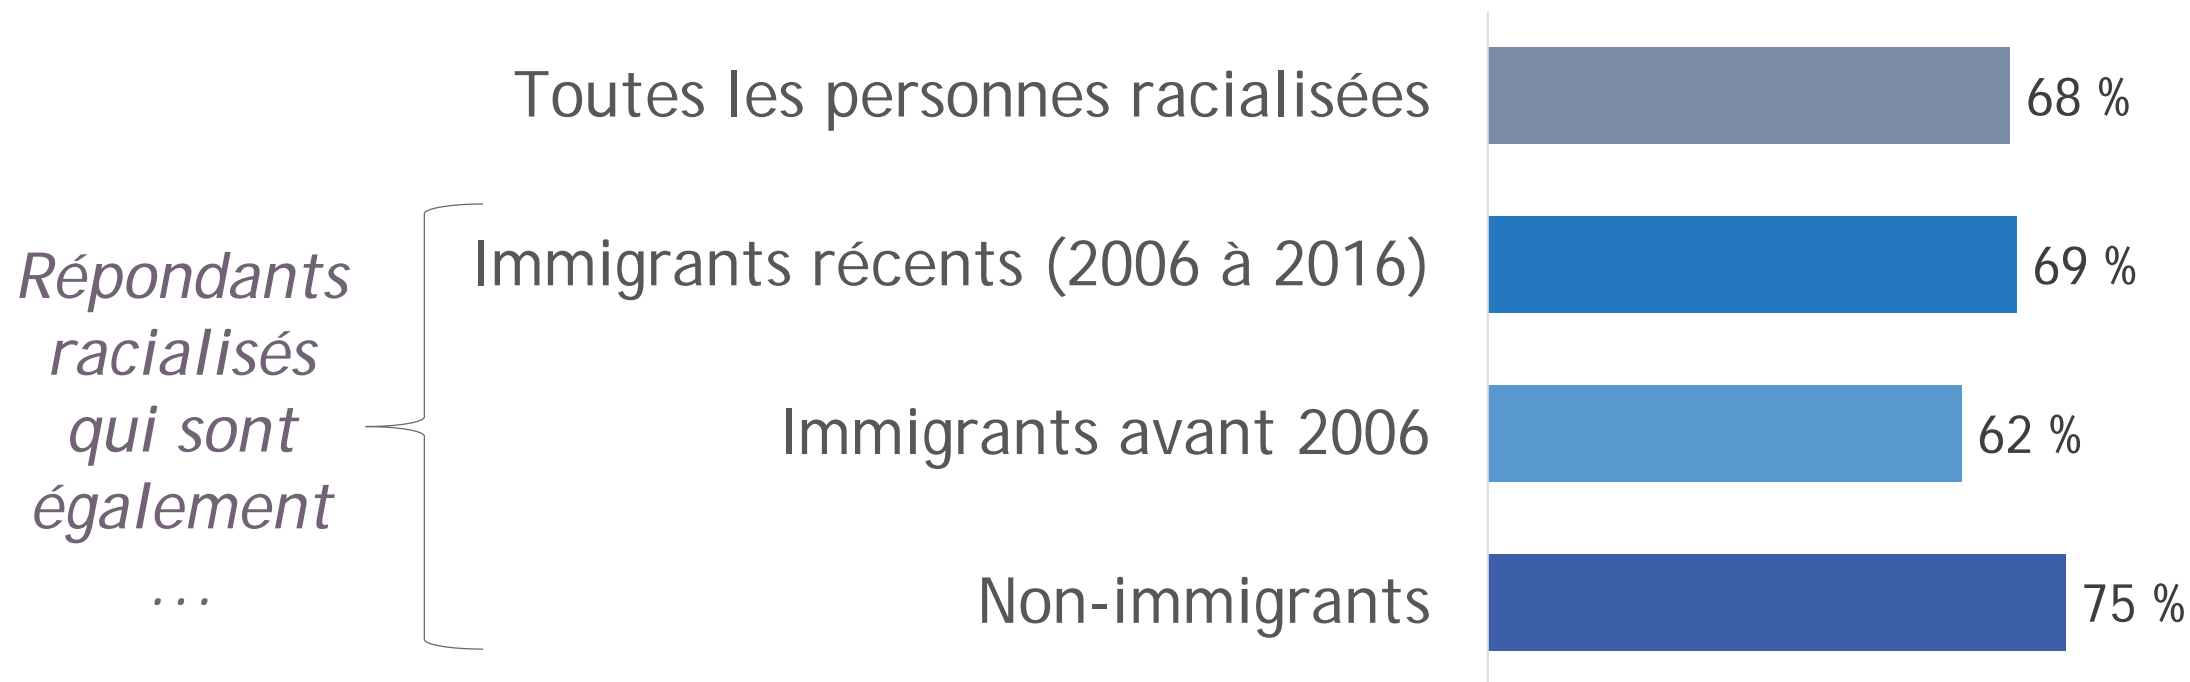 Toutes les personnes racialisées
68 %
Répondants
racialisés
qui sont
également
...
Immigrants récents (2006 à 2016)
69 %
Immigrants avant 2006
62 %
Non-immigrants
75 %